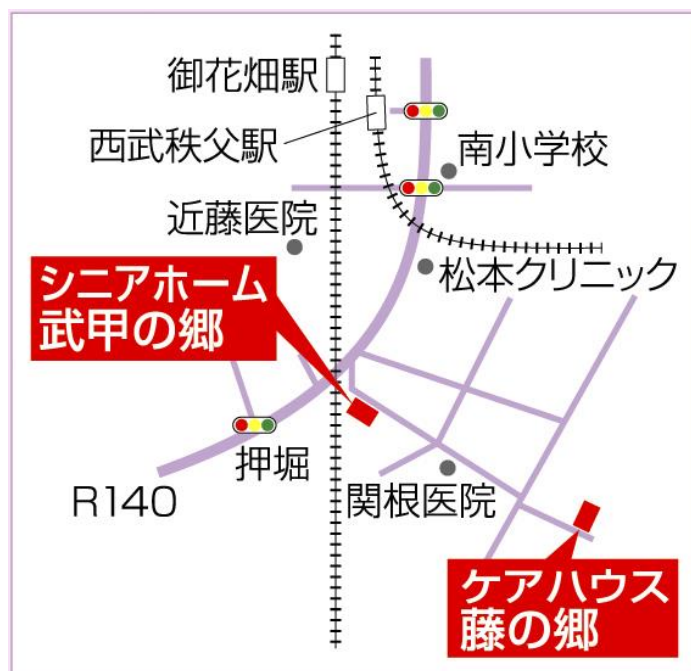 御花畑駅
西武秩父駅
南小学校
近藤医院
松本クリニック
シニアホーム
武甲の郷
押堀
R140
関根医院
ケアハウス
藤の郷